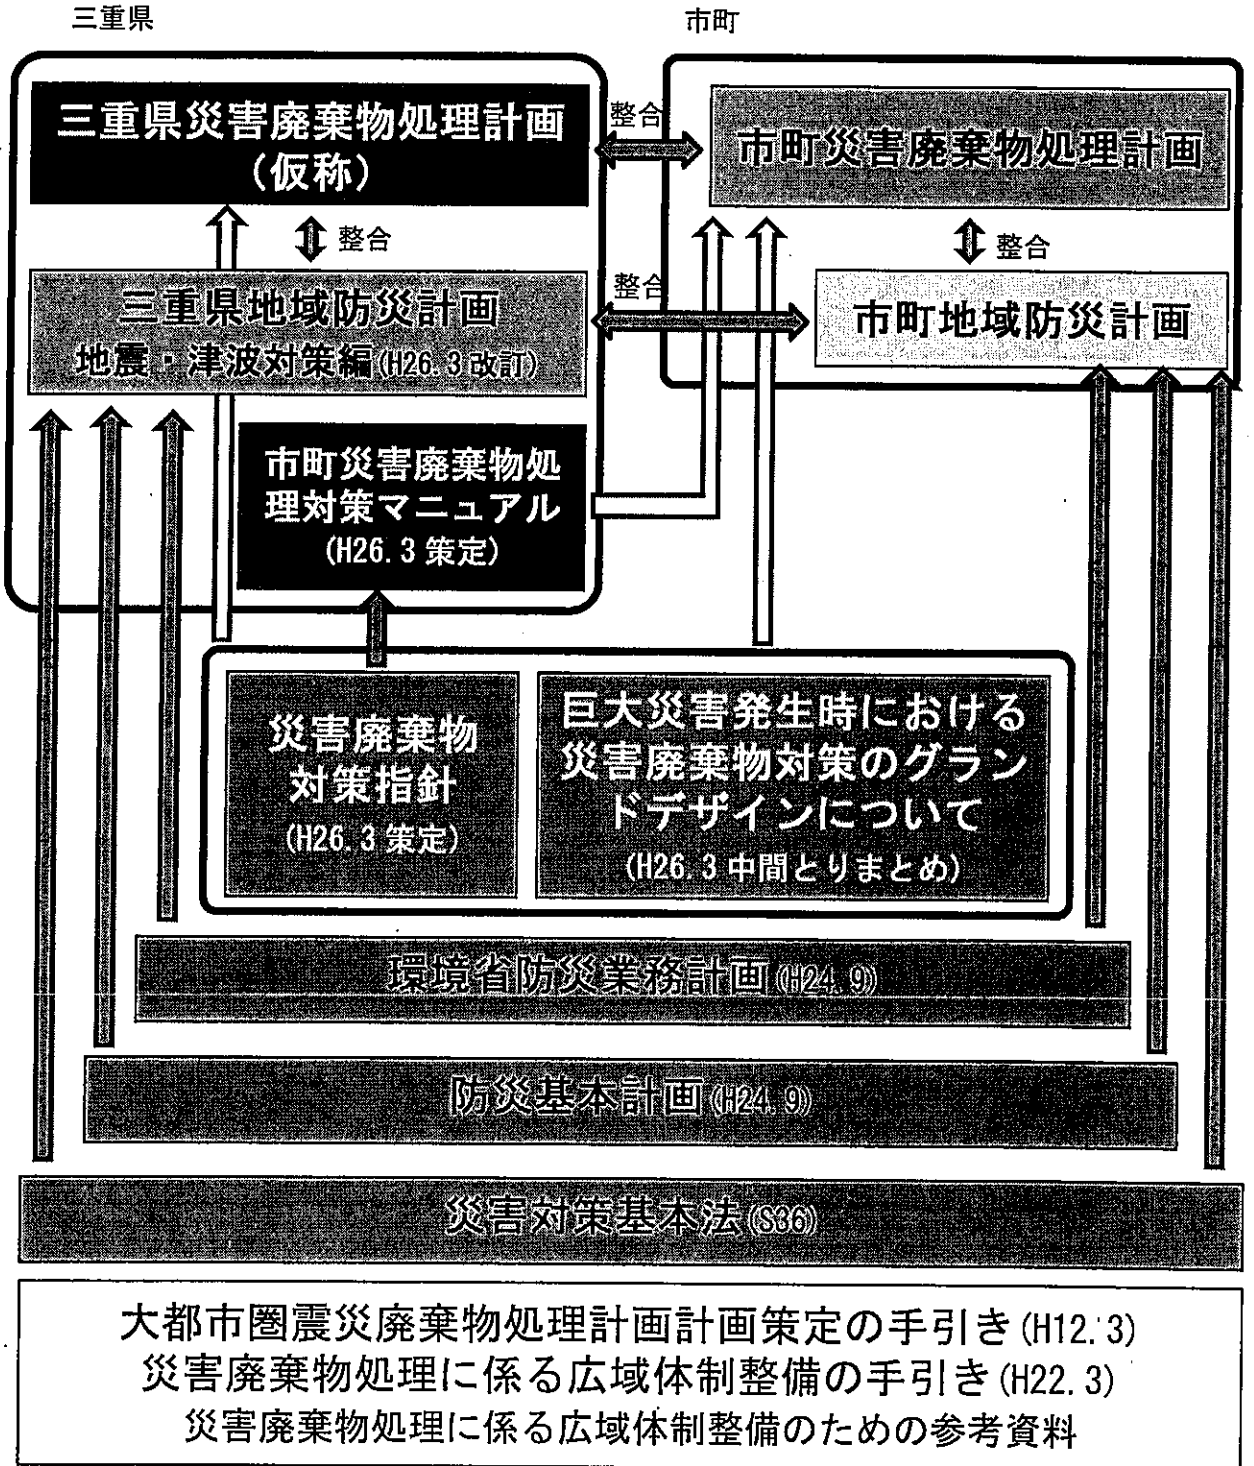 三重県
市町
三重県災害廃棄物処理計画
(仮称)
整合
市町災害廃棄物処理計画
整合
整合
三重県地域防災計画
地震・津波対策編(H26.3改訂)
整合
市町地域防災計画
市町災害廃棄物処
理対策マニュアル
(H26.3策定)
災害廃棄物
対策指針
(H26.3策定)
巨大災害発生時における
災害廃棄物対策のグラン
ドデザインについて
(H26.3中間とりまとめ)
環境省防災業務計画(H24.9)
防災基本計画(H24.9)
災害対策基本法(S36)
大都市圏震災廃棄物処理計画計画策定の手引き(H12.3)
災害廃棄物処理に係る広域体制整備の手引き(H22.3)
災害廃棄物処理に係る広域体制整備のための参考資料